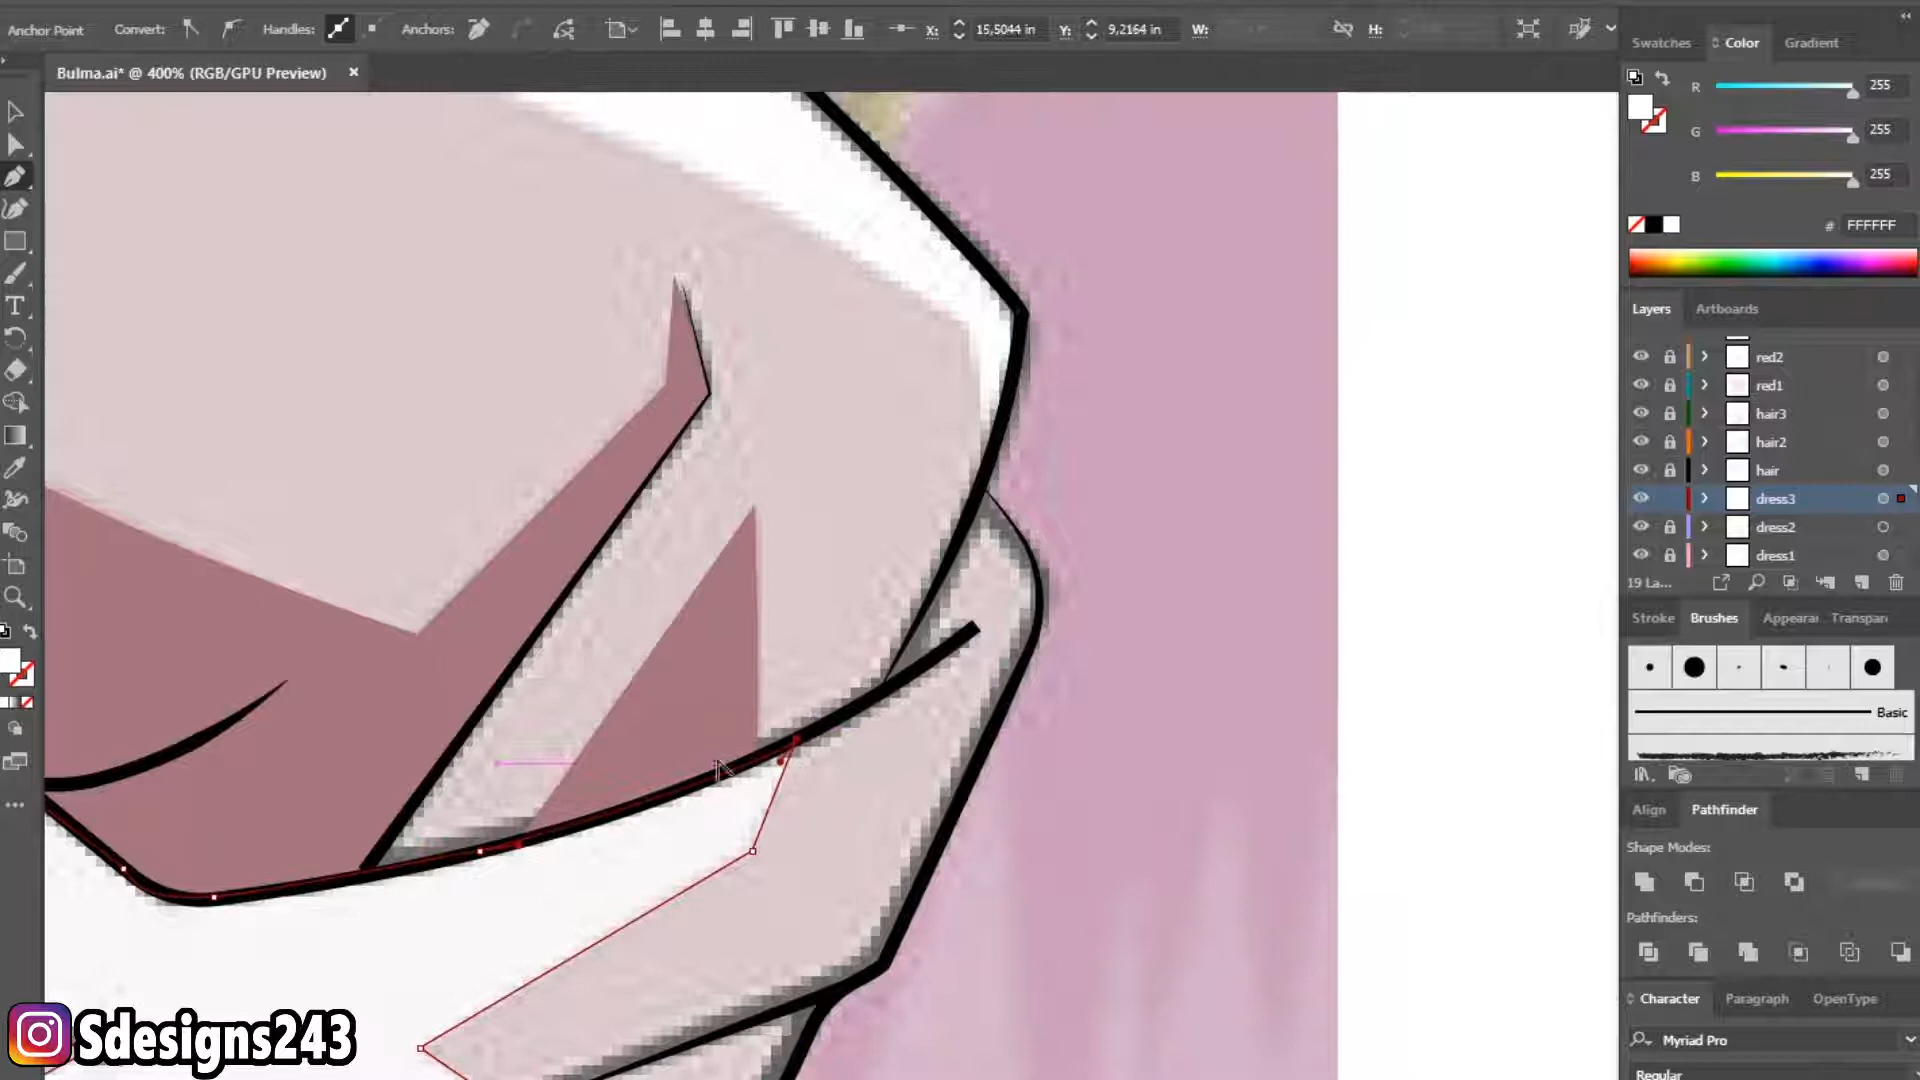 Anchor Point Convert: Handles: Anchors: X: 15,5044 in Y: 9,2164 in W: H:
Bulma.ai* @ 400% (RGB/GPU Preview) ×
Swatches Color Gradient
R 255
G 255
B 255
# FFFFFF
Layers Artboards
red2
red1
hair3
hair2
hair
dress3
dress2
dress1
19 La...
Stroke Brushes Appearai Transpari
Basic
Align Pathfinder
Shape Modes:
Pathfinders:
Character Paragraph OpenType
Myriad Pro
Regular
Sdesigns243